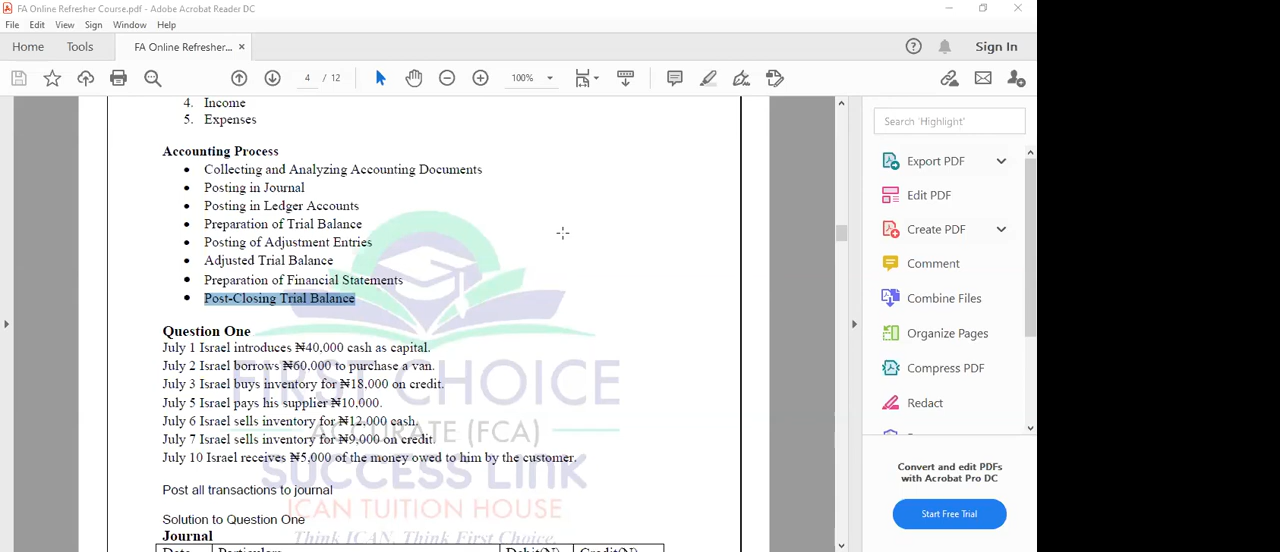 FA Online Refresher Course.pdf - Adobe Acrobat Reader DC
File Edit View Sign Window Help
Home Tools FA Online Refresher... × Sign In
4 / 12 100%
4. Income
5. Expenses
Accounting Process
• Collecting and Analyzing Accounting Documents
• Posting in Journal
• Posting in Ledger Accounts
• Preparation of Trial Balance
• Posting of Adjustment Entries
• Adjusted Trial Balance
• Preparation of Financial Statements
• Post-Closing Trial Balance
Question One
July 1 Israel introduces ₦40,000 cash as capital.
July 2 Israel borrows ₦60,000 to purchase a van.
July 3 Israel buys inventory for ₦18,000 on credit.
July 5 Israel pays his supplier ₦10,000.
July 6 Israel sells inventory for ₦12,000 cash.
July 7 Israel sells inventory for ₦9,000 on credit.
July 10 Israel receives ₦5,000 of the money owed to him by the customer.
Post all transactions to journal
Solution to Question One
Journal
Date Particulars Debit(₦) Credit(₦)
FIRST CHOICE
ACCURATE (FCA)
SUCCESS LINK
ICAN TUITION HOUSE
Think ICAN, Think First Choice.
Search 'Highlight'
Export PDF
Edit PDF
Create PDF
Comment
Combine Files
Organize Pages
Compress PDF
Redact
Convert and edit PDFs
with Acrobat Pro DC
Start Free Trial